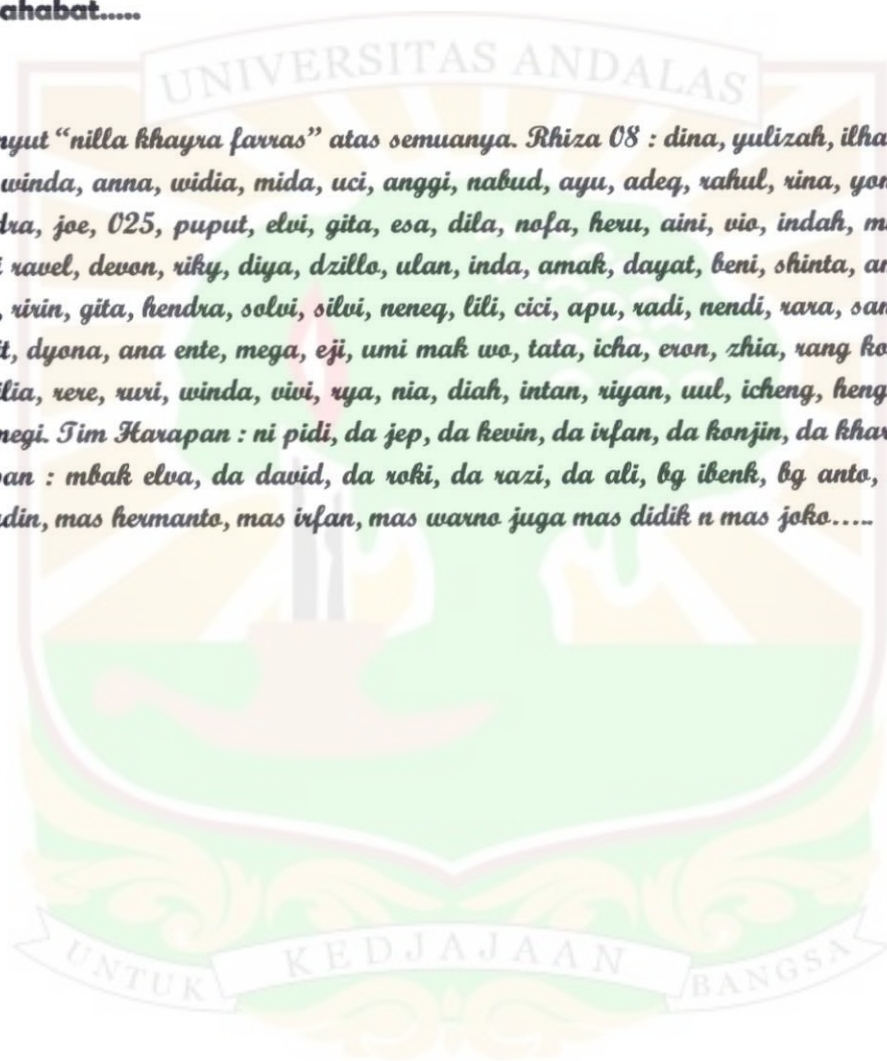 ahabat.....
UNIVERSITAS ANDALAS
nyut “nilla khayra farras” atas semuanya. Rhiza 08 : dina, yulizah, ilha
winda, anna, widia, mida, uci, anggi, nabud, ayu, adeq, rahul, rina, yon
dra, joe, 025, puput, elvi, gita, esa, dila, nofa, heru, aini, vio, indah, m
ravel, devon, riky, diya, dzillo, ulan, inda, amak, dayat, beni, shinta, an
, ririn, gita, hendra, solvi, silvi, neneq, lili, cici, apu, radi, nendi, rara, san
it, dyona, ana ente, mega, eji, umi mak wo, tata, icha, eron, zhia, rang ko
lia, rere, ruri, winda, vivi, rya, nia, diah, intan, riyan, uul, icheng, heng
negi. Tim Harapan : ni pidi, da jep, da kevin, da irfan, da konjin, da khar
pan : mbak elva, da david, da roki, da razi, da ali, bg ibenk, bg anto,
udin, mas hermanto, mas irfan, mas warno juga mas didik n mas joko.....
UNTUK KEDJAJAAN BANGSA